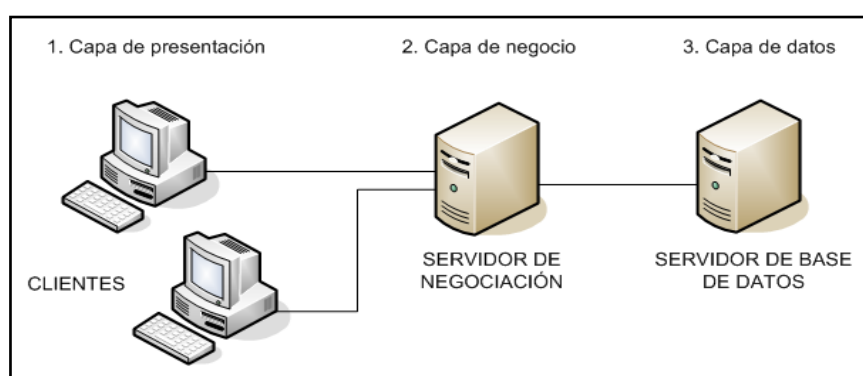 1. Capa de presentación
2. Capa de negocio
3. Capa de datos
CLIENTES
SERVIDOR DE
NEGOCIACIÓN
SERVIDOR DE BASE
DE DATOS